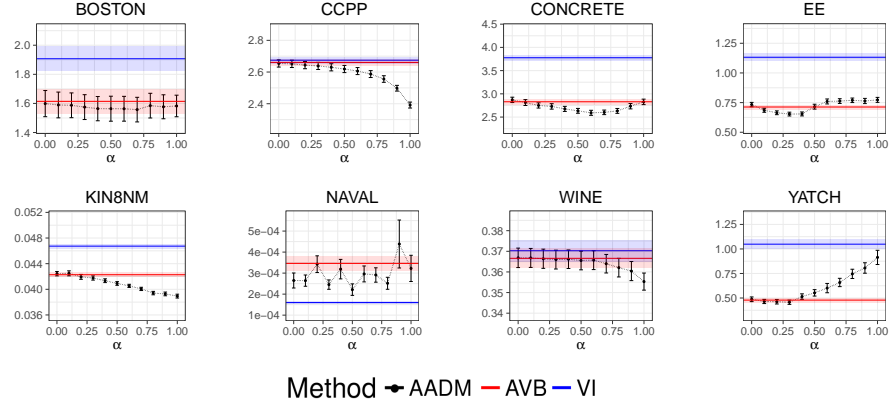 BOSTON
CCPP
CONCRETE
EE
2.0
1.8
1.6
1.4
0.00 0.25 0.50 0.75 1.00
α
2.8
2.6
2.4
0.00 0.25 0.50 0.75 1.00
α
4.5
4.0
3.5
3.0
2.5
0.00 0.25 0.50 0.75 1.00
α
1.25
1.00
0.75
0.50
0.00 0.25 0.50 0.75 1.00
α
KIN8NM
NAVAL
WINE
YATCH
0.052
0.048
0.044
0.040
0.036
0.00 0.25 0.50 0.75 1.00
α
5e−04
4e−04
3e−04
2e−04
1e−04
0.00 0.25 0.50 0.75 1.00
α
0.38
0.37
0.36
0.35
0.34
0.00 0.25 0.50 0.75 1.00
α
1.25
1.00
0.75
0.50
0.00 0.25 0.50 0.75 1.00
α
Method AADM AVB VI